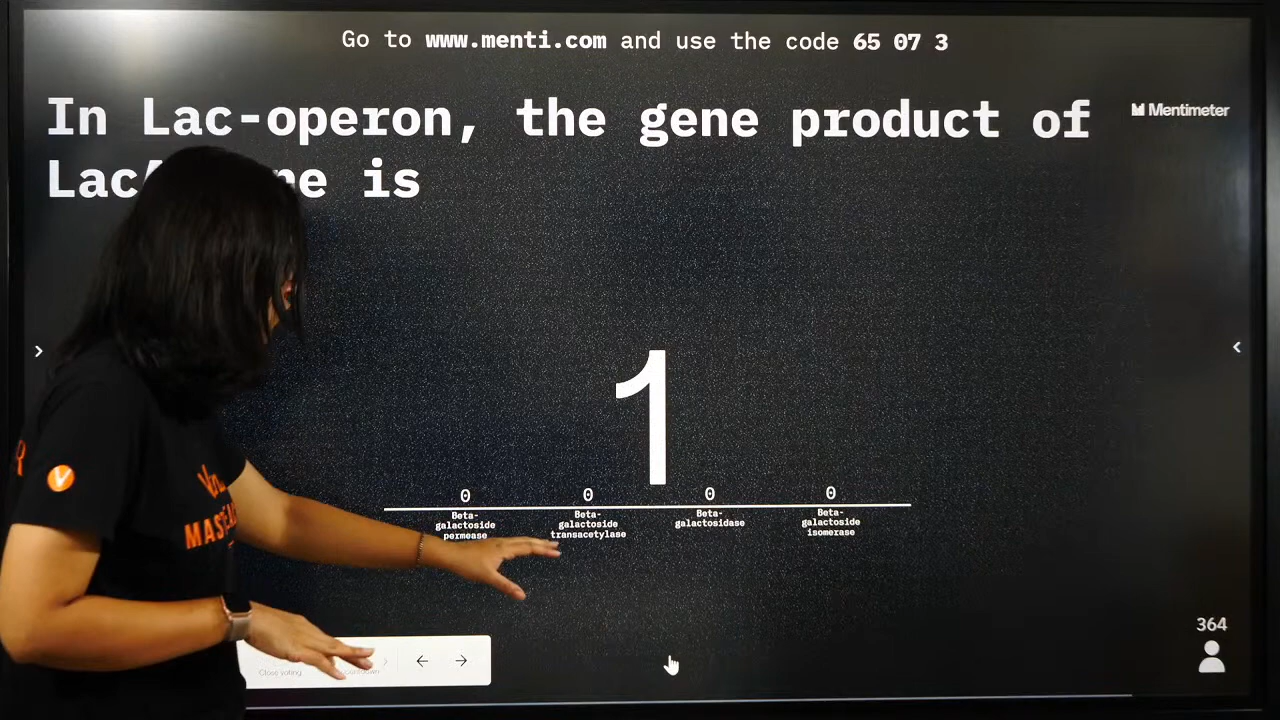 Go to www.menti.com and use the code 65 07 3
In Lac-operon, the gene product of
Mentimeter
is
1
0 0 0 0
Beta-galactoside permease
Beta-galactoside transacetylase
Beta-galactosidase
Beta-galactoside isomerase
364
Close voting